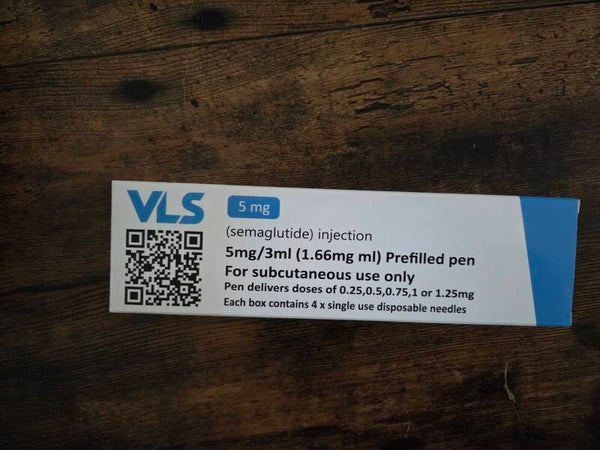 VLS
5 mg
(semaglutide) injection
5mg/3ml (1.66mg ml) Prefilled pen
For subcutaneous use only
Pen delivers doses of 0.25,0.5,0.75,1 or 1.25mg
Each box contains 4 x single use disposable needles